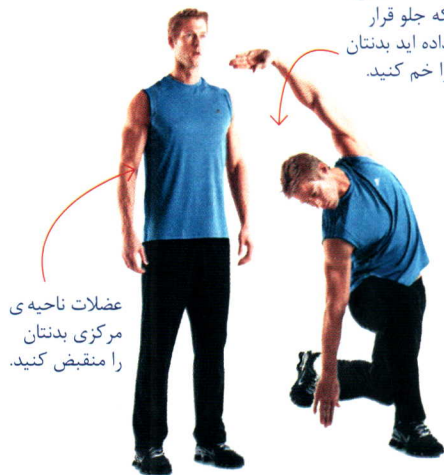 که جلو قرار
داده اید بدنتان
را خم کنید.
عضلات ناحیه ی
مرکزی بدنتان
را منقبض کنید.